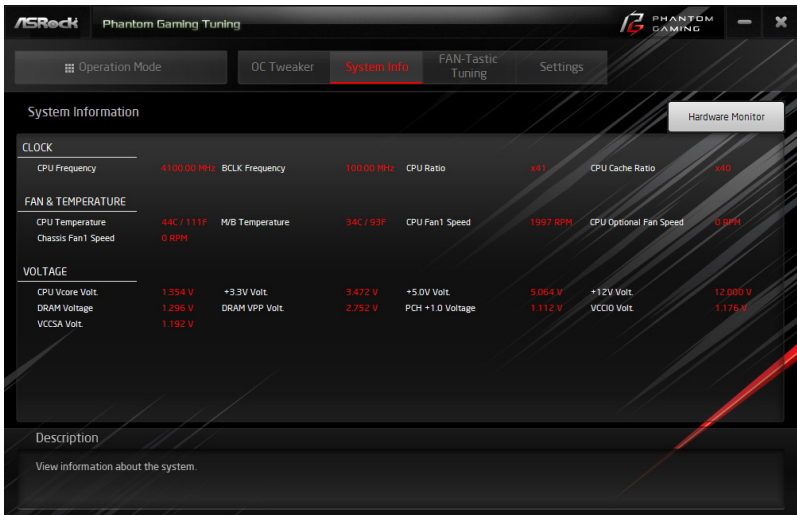 ASRock Phantom Gaming Tuning PHANTOM GAMING
Operation Mode OC Tweaker System Info FAN-Tastic Tuning Settings
System Information Hardware Monitor
CLOCK
CPU Frequency 4100.00 MHz BCLK Frequency 100.00 MHz CPU Ratio x41 CPU Cache Ratio x40
FAN & TEMPERATURE
CPU Temperature 44C / 111F M/B Temperature 34C / 93F CPU Fan1 Speed 1997 RPM CPU Optional Fan Speed 0 RPM
Chassis Fan1 Speed 0 RPM
VOLTAGE
CPU Vcore Volt. 1.354 V +3.3V Volt. 3.472 V +5.0V Volt. 5.064 V +12V Volt. 12.000 V
DRAM Voltage 1.296 V DRAM VPP Volt. 2.752 V PCH +1.0 Voltage 1.112 V VCCIO Volt. 1.176 V
VCCSA Volt. 1.192 V
Description
View information about the system.